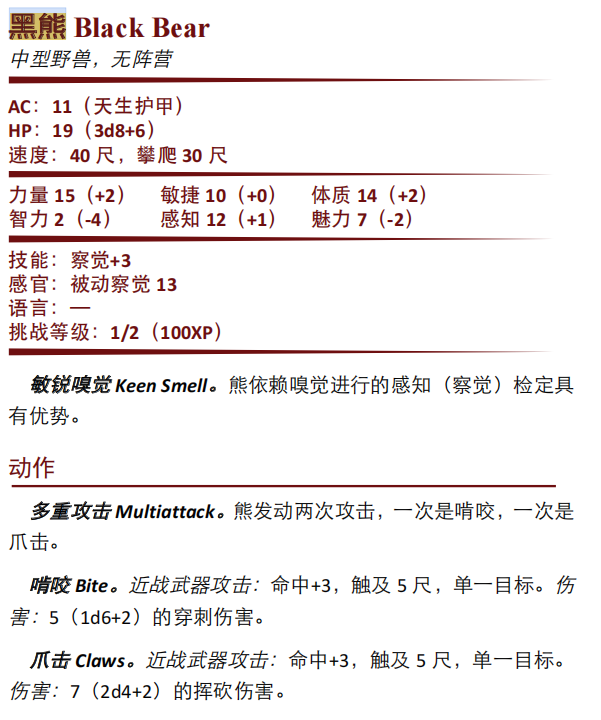 黑熊 Black Bear
中型野兽，无阵营
AC：11（天生护甲）
HP：19（3d8+6）
速度：40 尺，攀爬 30 尺
力量 15（+2） 敏捷 10（+0） 体质 14（+2）
智力 2（-4） 感知 12（+1） 魅力 7（-2）
技能：察觉+3
感官：被动察觉 13
语言：—
挑战等级：1/2（100XP）
敏锐嗅觉 Keen Smell。熊依赖嗅觉进行的感知（察觉）检定具
有优势。
动作
多重攻击 Multiattack。熊发动两次攻击，一次是啃咬，一次是
爪击。
啃咬 Bite。近战武器攻击：命中+3，触及 5 尺，单一目标。伤
害：5（1d6+2）的穿刺伤害。
爪击 Claws。近战武器攻击：命中+3，触及 5 尺，单一目标。
伤害：7（2d4+2）的挥砍伤害。